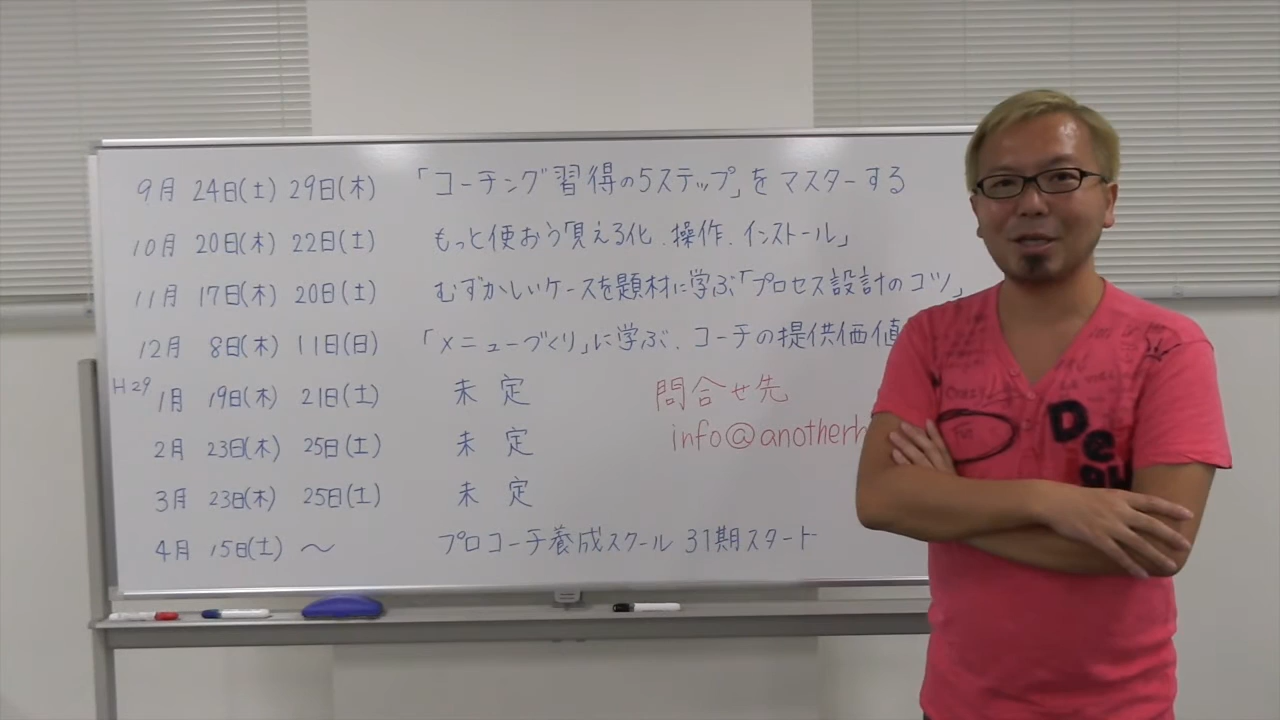 9月 24日(土) 29日(木) 「コーチング習得の5ステップ」をマスターする
10月 20日(木) 22日(土) もっと使おう「見える化、操作、インストール」
11月 17日(木) 20日(土) むずかしいケースを題材に学ぶ「プロセス設計のコツ」
12月 8日(木) 11日(日) 「メニューづくり」に学ぶ、コーチの提供価値
H29 1月 19日(木) 21日(土) 未定
問合せ先
info@anotherh
2月 23日(木) 25日(土) 未定
3月 23日(木) 25日(土) 未定
4月 15日(土) 〜 プロコーチ養成スクール 31期スタート
De